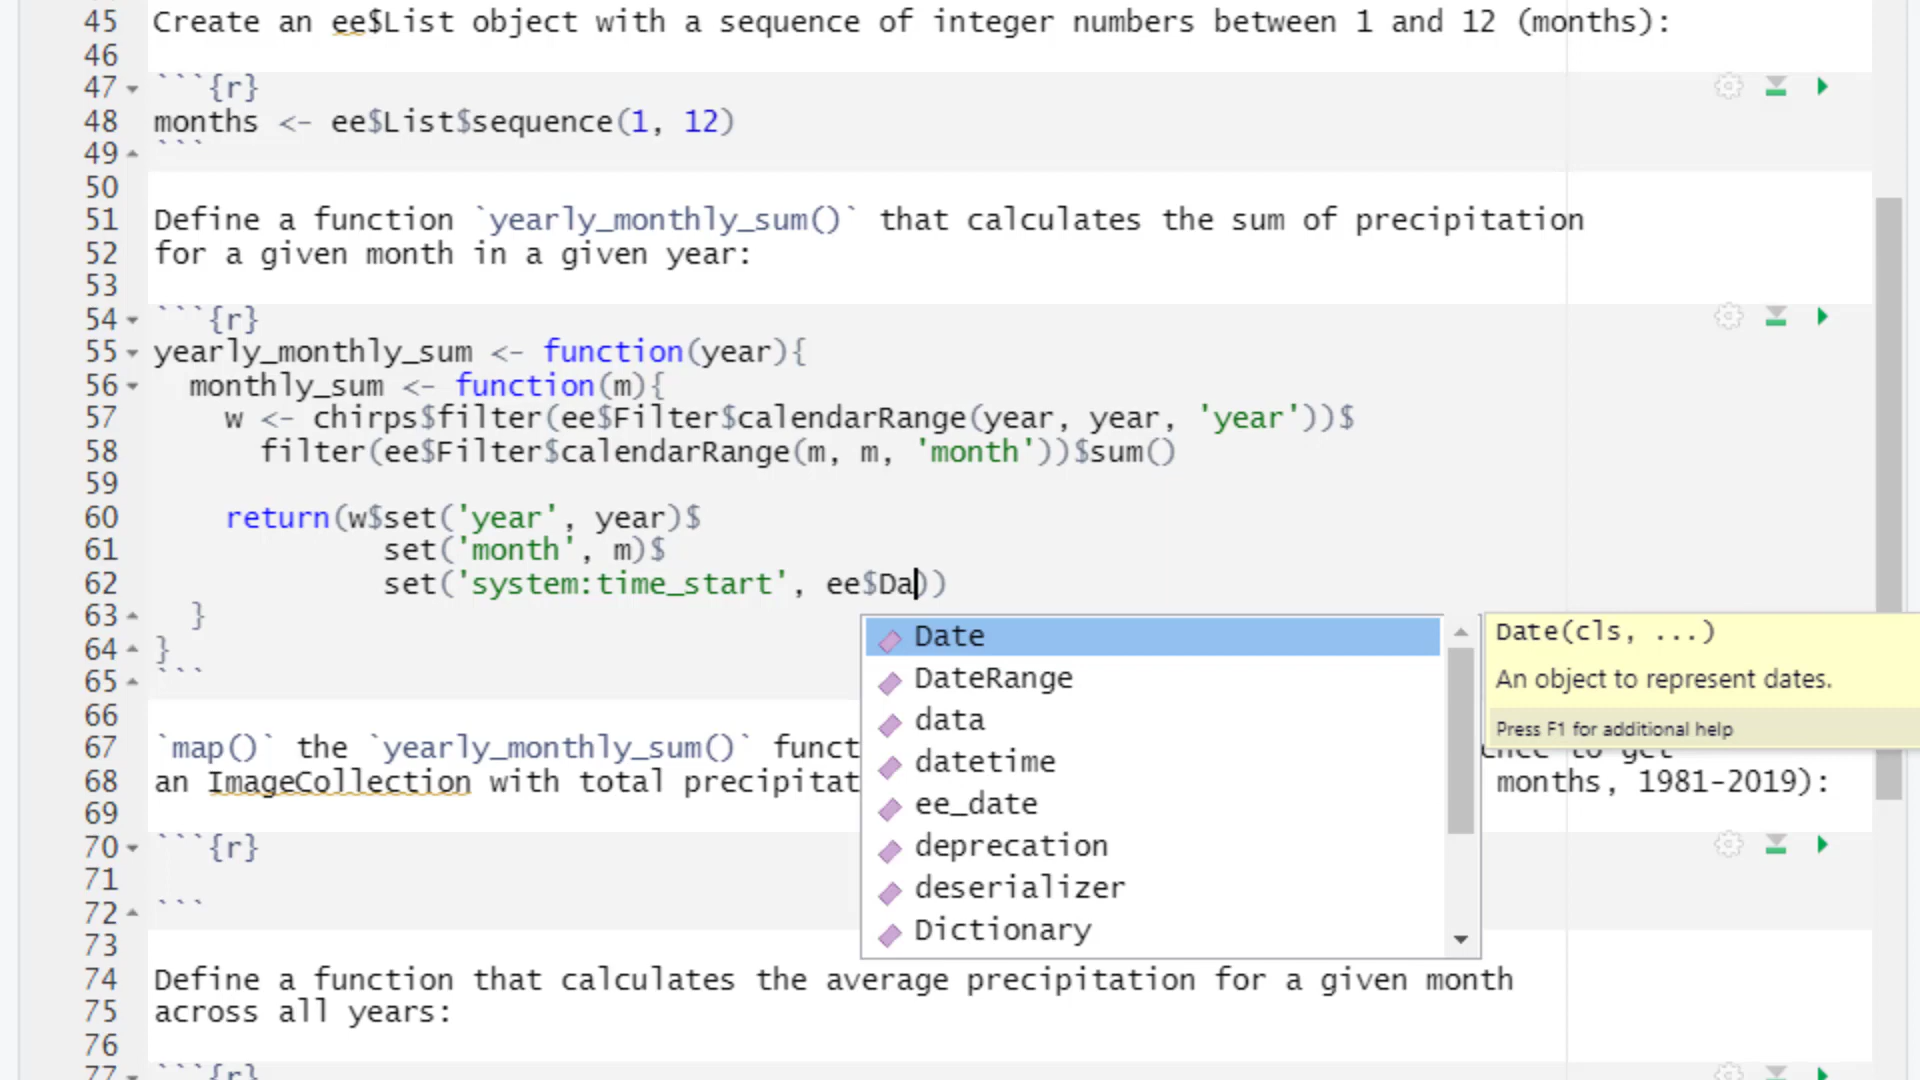 45 Create an ee$List object with a sequence of integer numbers between 1 and 12 (months):
46
47 ```{r}
48 months <- ee$List$sequence(1, 12)
49 ```
50
51 Define a function `yearly_monthly_sum()` that calculates the sum of precipitation
52 for a given month in a given year:
53
54 ```{r}
55 yearly_monthly_sum <- function(year){
56 monthly_sum <- function(m){
57 w <- chirps$filter(ee$Filter$calendarRange(year, year, 'year'))$
58 filter(ee$Filter$calendarRange(m, m, 'month'))$sum()
59
60 return(w$set('year', year)$
61 set('month', m)$
62 set('system:time_start', ee$Da))
63 }
64 }
65 ```
66
67 `map()` the `yearly_monthly_sum()` funct to get
68 an ImageCollection with total precipitat months, 1981-2019):
69
70 ```{r}
71
72 ```
73
74 Define a function that calculates the average precipitation for a given month
75 across all years:
76
77 ```{r}
Date
DateRange
data
datetime
ee_date
deprecation
deserializer
Dictionary
Date(cls, ...)
An object to represent dates.
Press F1 for additional help